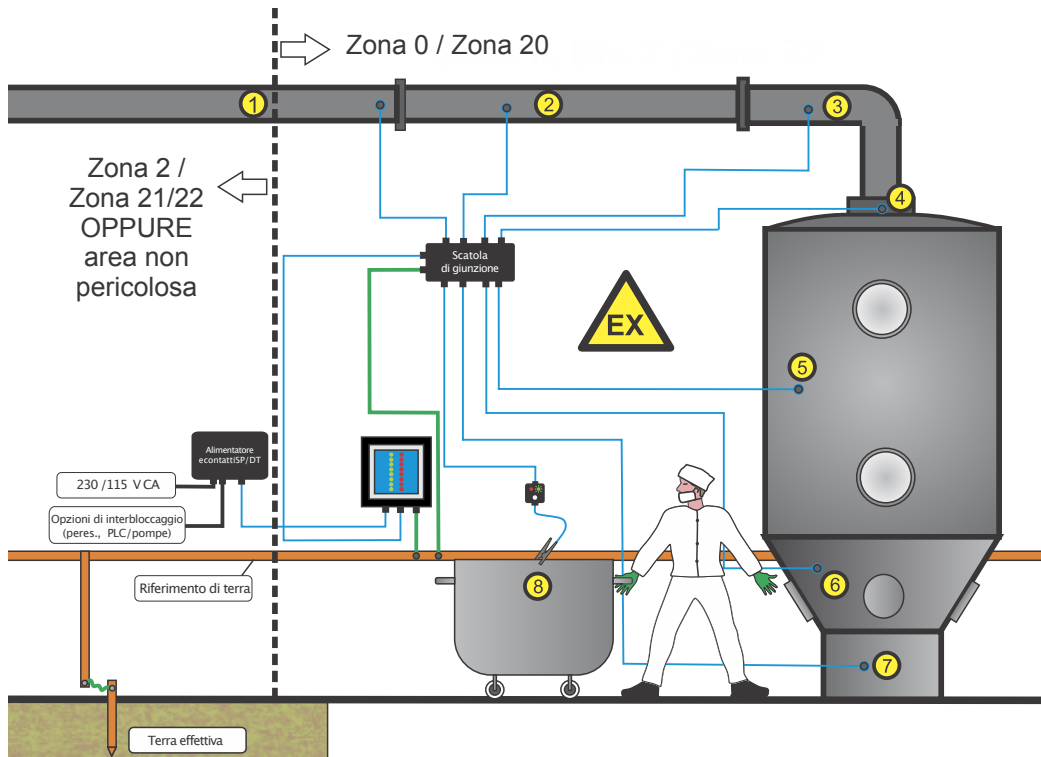 Zona 0 / Zona 20
1
2
3
Zona 2 /
Zona 21/22
OPPURE
area non
pericolosa
4
Scatola
di giunzione
EX
5
Alimentatore
econtattiSP/DT
230 /115 V CA
Opzioni di interbloccaggio
(peres., PLC/pompe)
Riferimento di terra
8
6
7
Terra effettiva